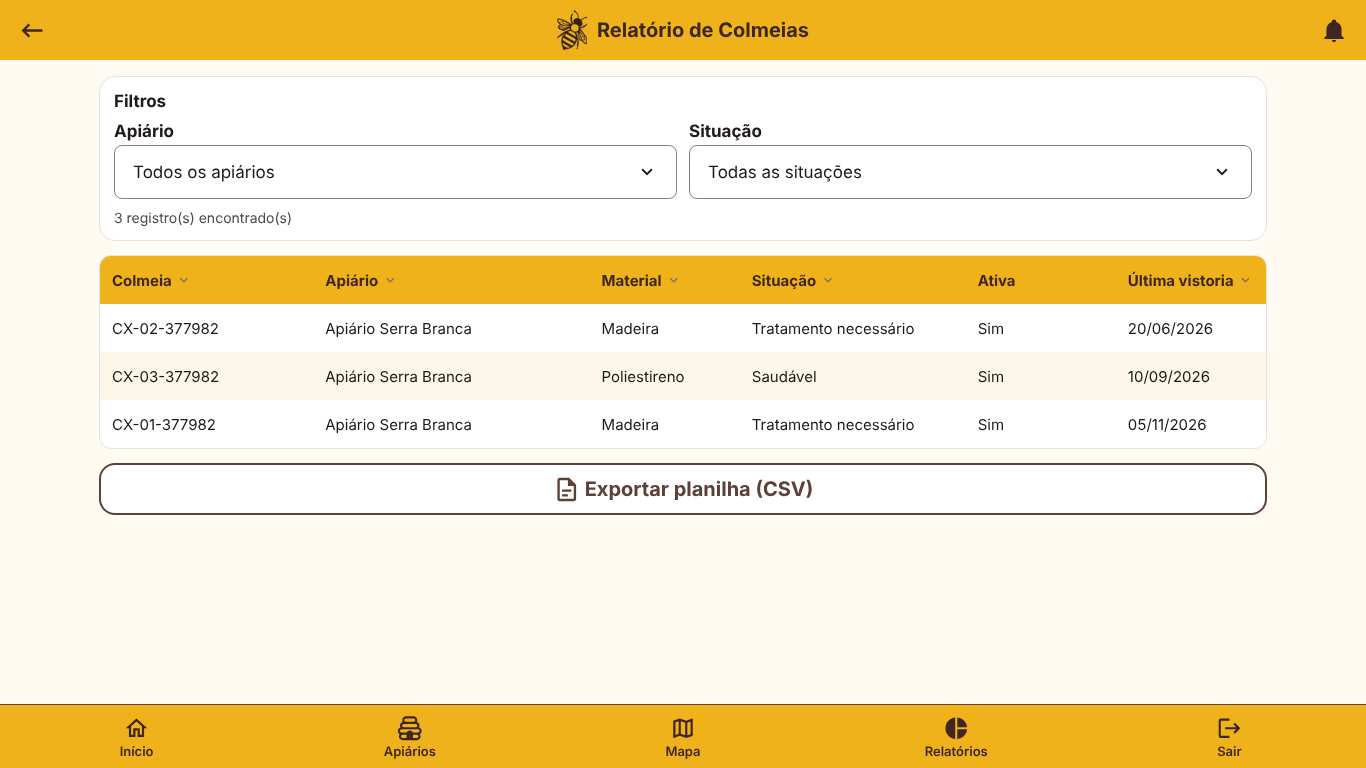 Relatório de Colmeias
Filtros
Apiário Situação
Todos os apiários Todas as situações
3 registro(s) encontrado(s)
Colmeia Apiário Material Situação Ativa Última vistoria
CX-02-377982 Apiário Serra Branca Madeira Tratamento necessário Sim 20/06/2026
CX-03-377982 Apiário Serra Branca Poliestireno Saudável Sim 10/09/2026
CX-01-377982 Apiário Serra Branca Madeira Tratamento necessário Sim 05/11/2026
Exportar planilha (CSV)
Início Apiários Mapa Relatórios Sair